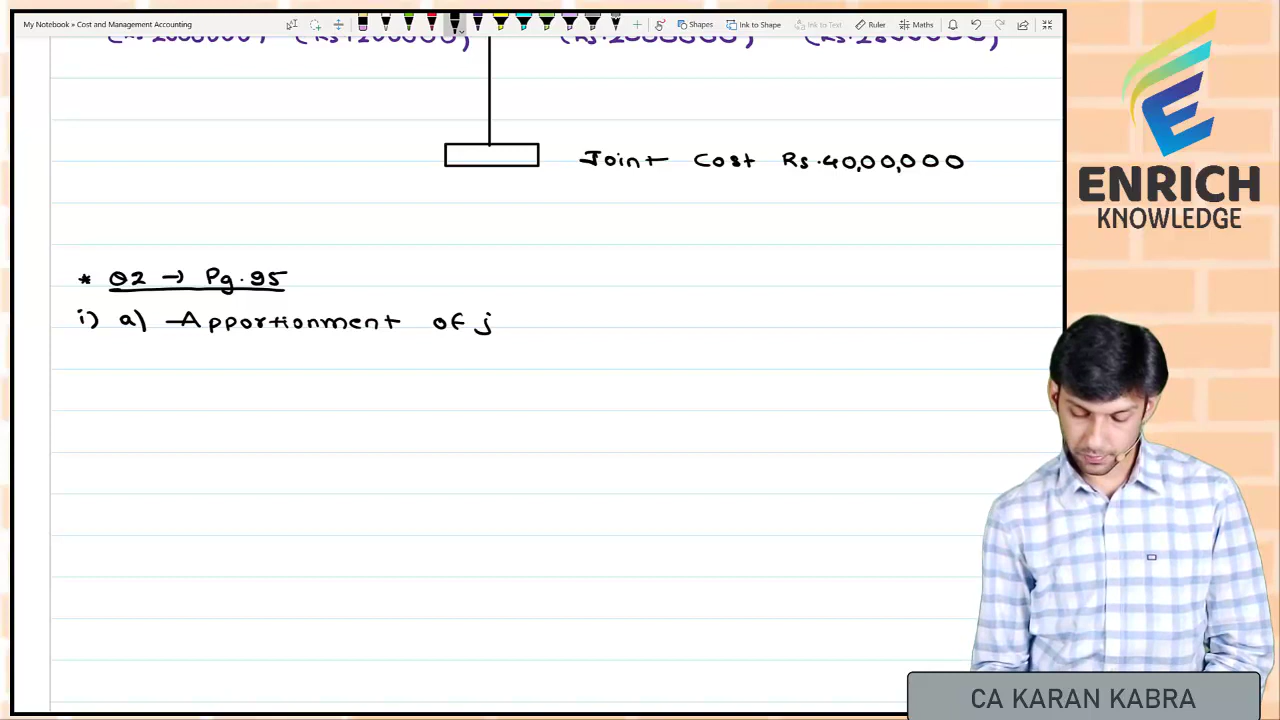 My Notebook » Cost and Management Accounting
Shapes
Ink to Shape
Ink to Text
Ruler
Maths
Joint Cost Rs.40,00,000
* Q2 → Pg.95
i) a) Apportionment of j
ENRICH
KNOWLEDGE
CA KARAN KABRA